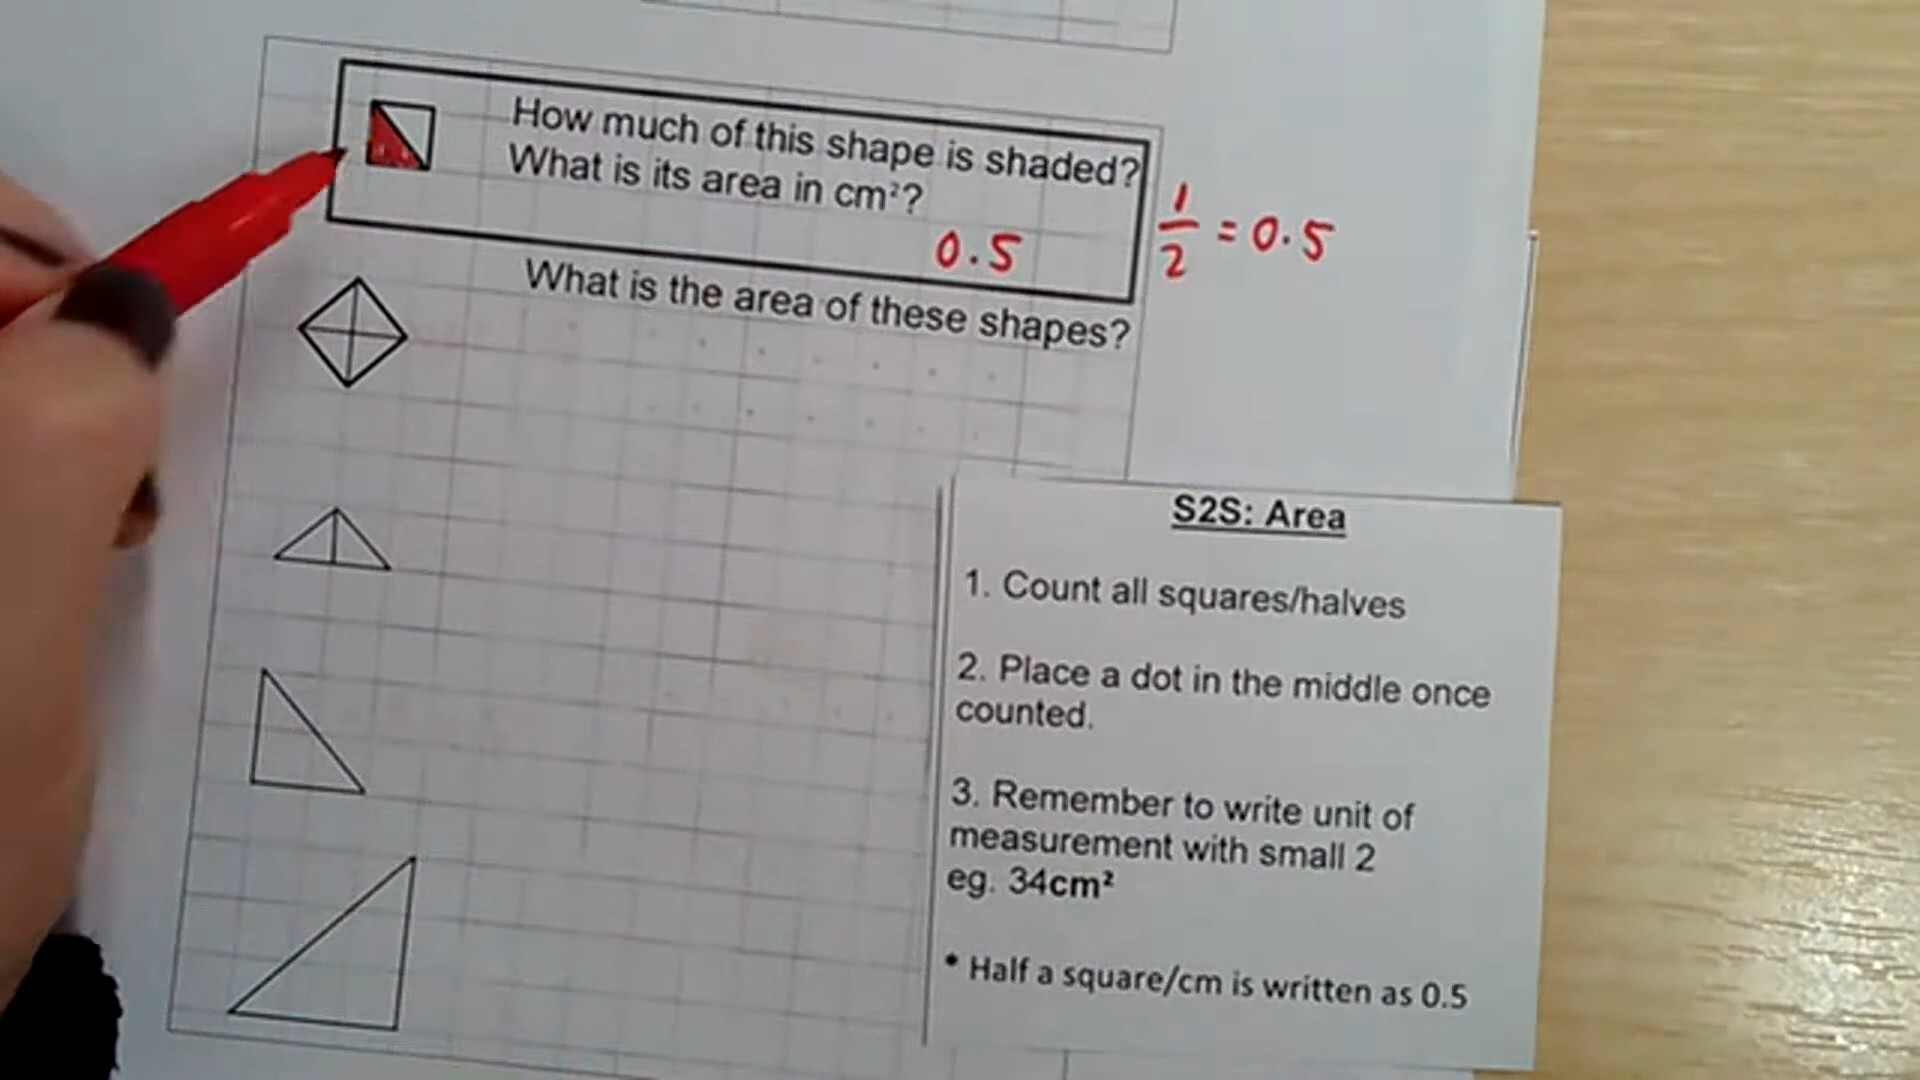 How much of this shape is shaded?
What is its area in cm²?
0.5
1/2 = 0.5
What is the area of these shapes?
S2S: Area
1. Count all squares/halves
2. Place a dot in the middle once
counted.
3. Remember to write unit of
measurement with small 2
eg. 34cm²
* Half a square/cm is written as 0.5